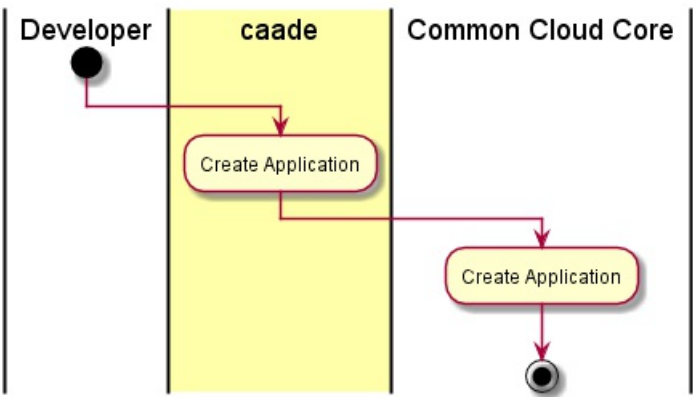 Developer
caade
Common Cloud Core
Create Application
Create Application